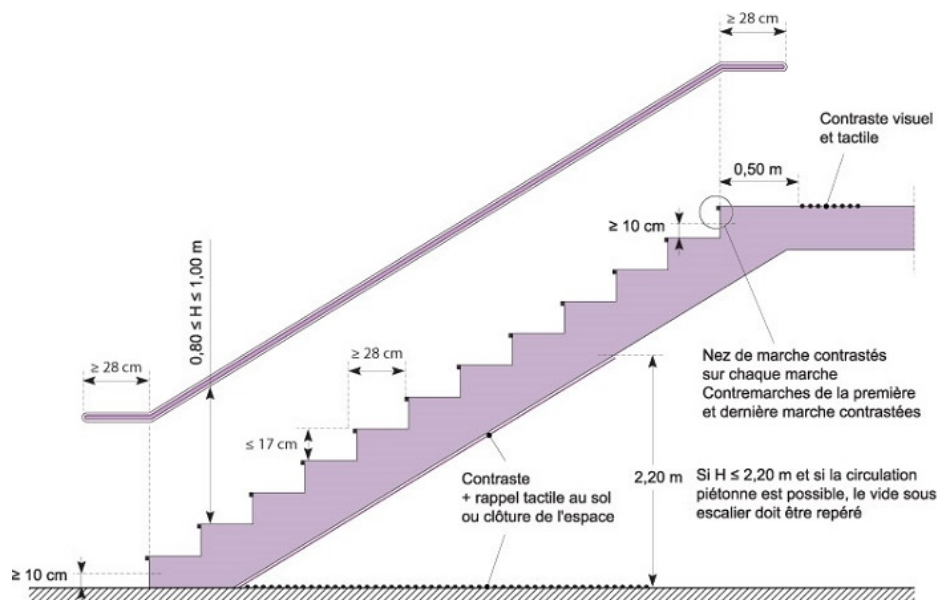 ≥ 28 cm
Contraste visuel
et tactile
0,50 m
≥ 10 cm
0,80 ≤ H ≤ 1,00 m
≥ 28 cm
≥ 28 cm
Nez de marche contrastés
sur chaque marche
Contremarches de la première
et dernière marche contrastées
≤ 17 cm
Contraste
+ rappel tactile au sol
ou clôture de l'espace
2,20 m
Si H ≤ 2,20 m et si la circulation
piétonne est possible, le vide sous
escalier doit être repéré
≥ 10 cm